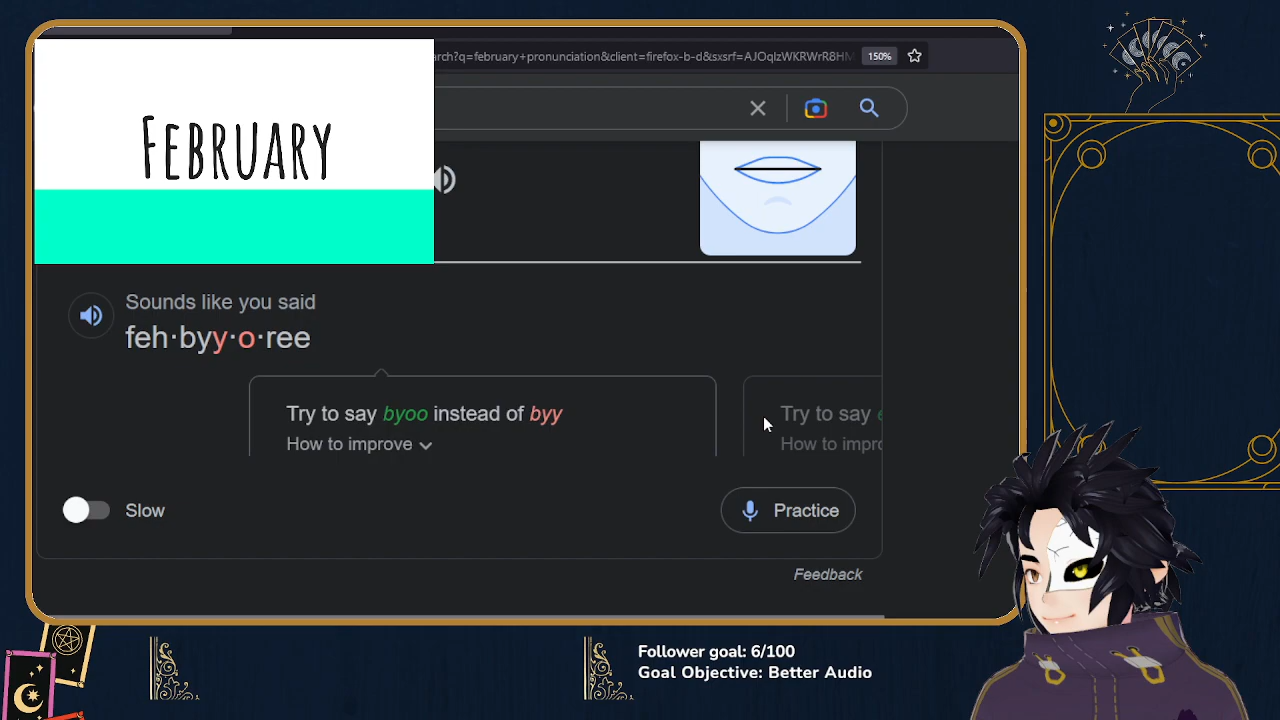 arch?q=february+pronunciation&client=firefox-b-d&sxsrf=AJOqlzWKRWrR8HM
150%
February
Sounds like you said
feh·byy·o·ree
Try to say byoo instead of byy
How to improve
Try to say
How to impro
Slow
Practice
Feedback
Follower goal: 6/100
Goal Objective: Better Audio